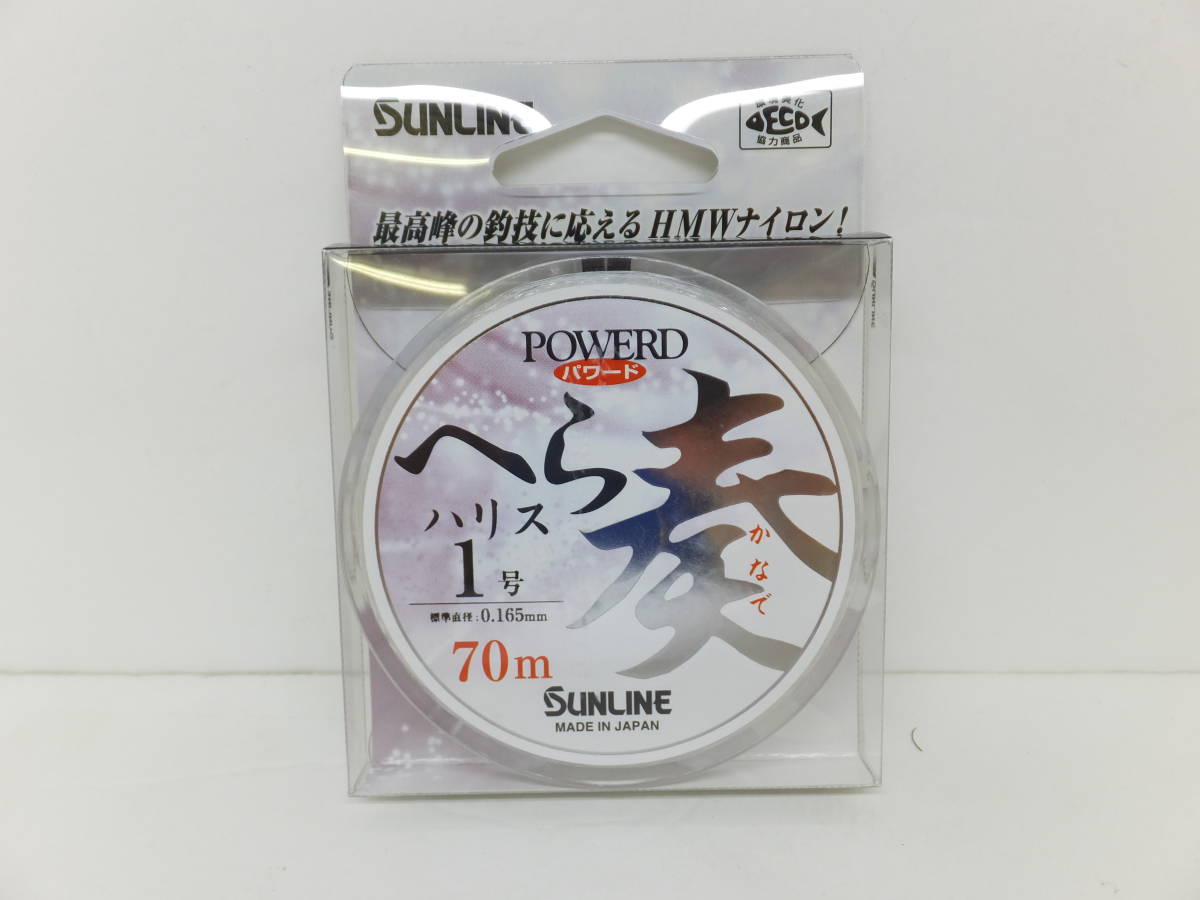 SUNLINE
環境美化
ECO
協力商品
最高峰の釣技に応えるHMWナイロン!
POWERD
パワード
へら奏
かなで
ハリス
1号
標準直径:0.165mm
70m
SUNLINE
MADE IN JAPAN
SUNLINE
SUNLINE